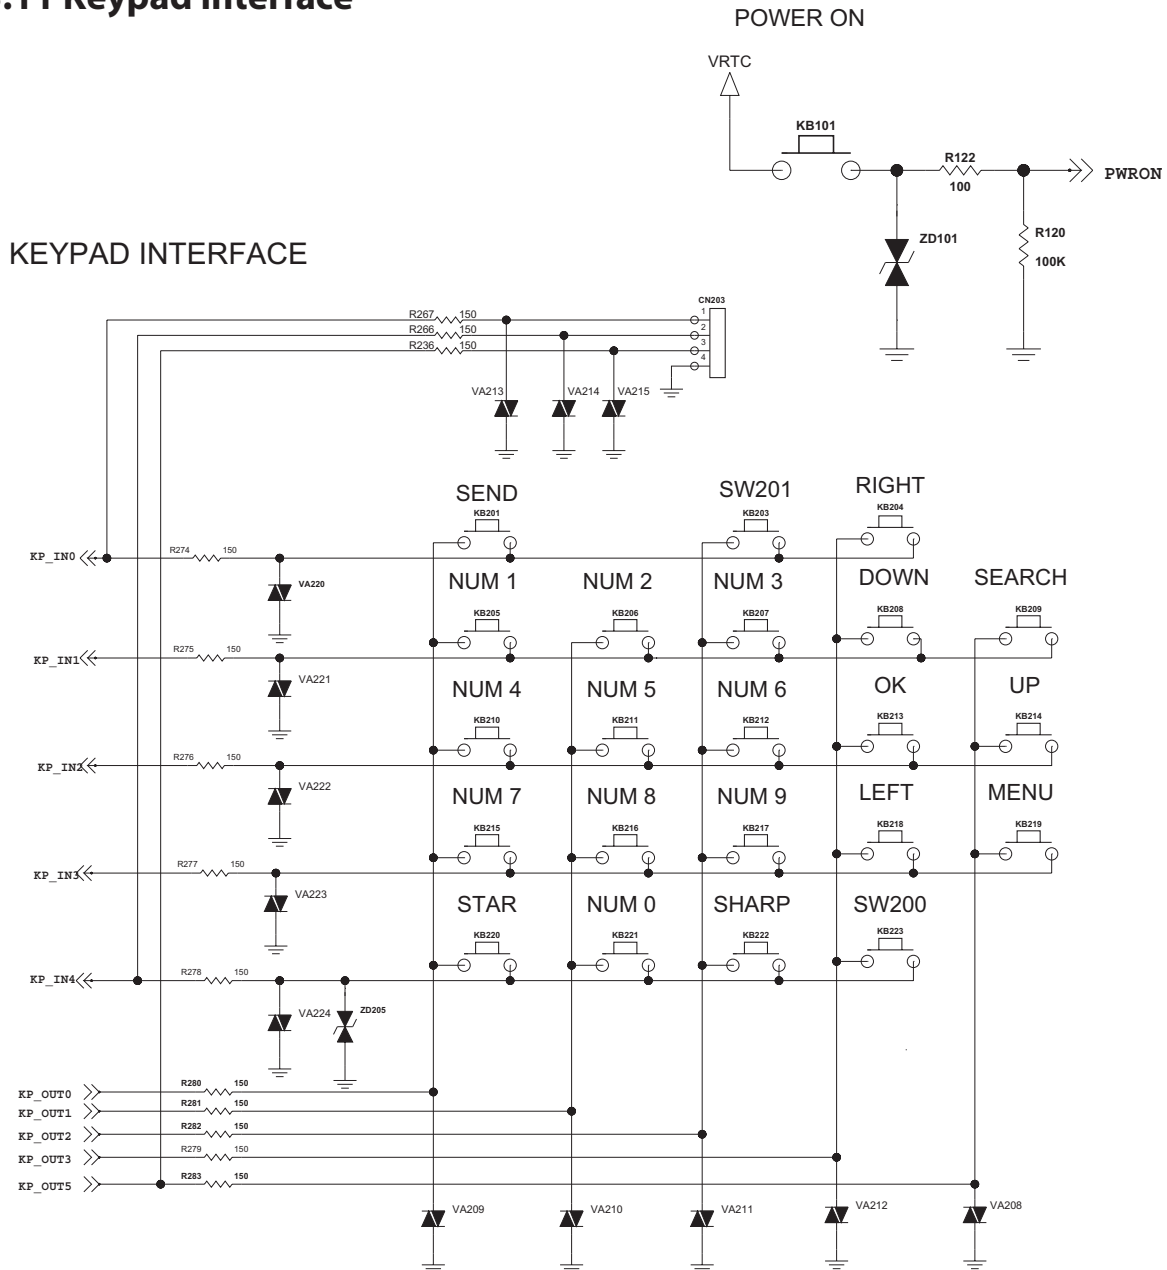 .11 Keypad Interface
POWER ON
VRTC
KB101
R122
100
PWRON
ZD101
R120
100K
KEYPAD INTERFACE
CN203
R267 150 1
R266 150 2
R236 150 3
4
VA213 VA214 VA215
SEND SW201 RIGHT
KB201 KB203 KB204
KP_IN0 R274 150
VA220
NUM 1 NUM 2 NUM 3 DOWN SEARCH
KB205 KB206 KB207 KB208 KB209
KP_IN1 R275 150
VA221
NUM 4 NUM 5 NUM 6 OK UP
KB210 KB211 KB212 KB213 KB214
KP_IN2 R276 150
VA222
NUM 7 NUM 8 NUM 9 LEFT MENU
KB215 KB216 KB217 KB218 KB219
KP_IN3 R277 150
VA223
STAR NUM 0 SHARP SW200
KB220 KB221 KB222 KB223
KP_IN4 R278 150
VA224 ZD205
KP_OUT0 R280 150
KP_OUT1 R281 150
KP_OUT2 R282 150
KP_OUT3 R279 150
KP_OUT5 R283 150
VA209 VA210 VA211 VA212 VA208